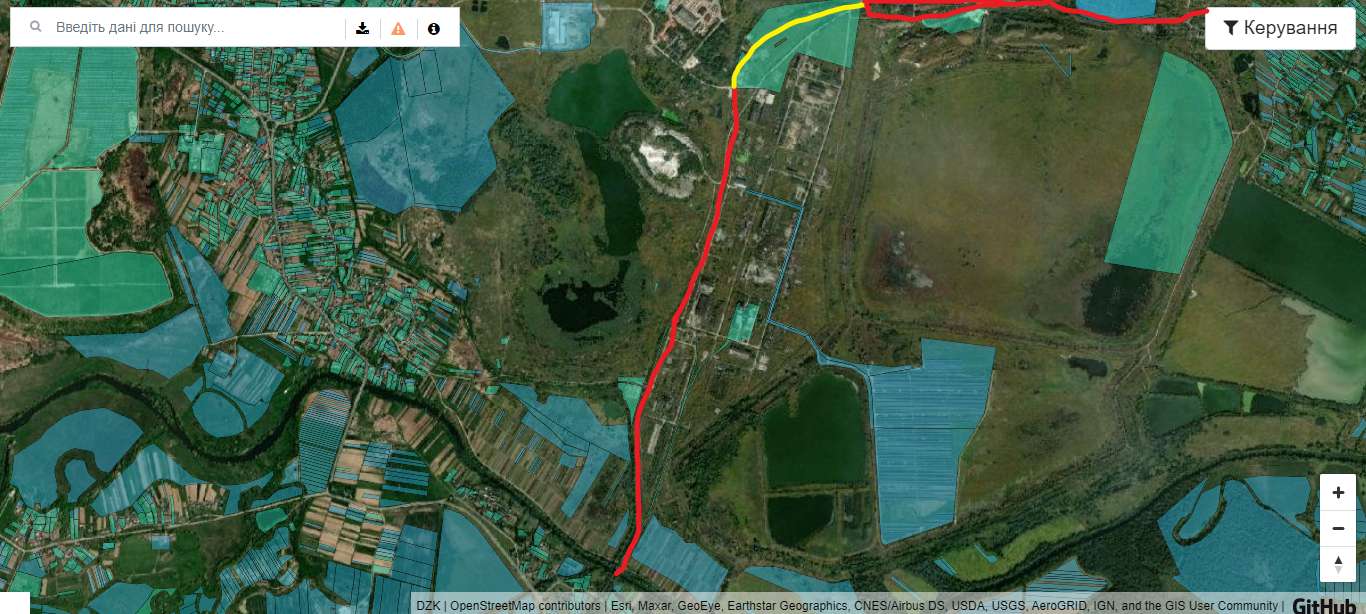 Введіть дані для пошуку...
Керування
+
−
DZK | OpenStreetMap contributors | Esri, Maxar, GeoEye, Earthstar Geographics, CNES/Airbus DS, USDA, USGS, AeroGRID, IGN, and the GIS User Community |
GitHub